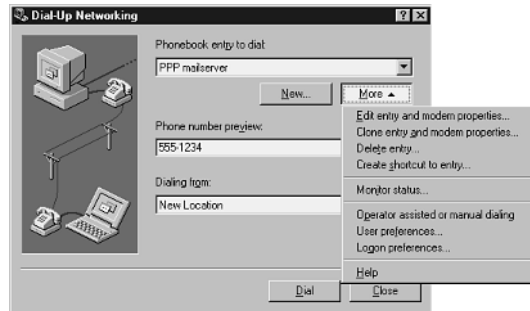 Dial-Up Networking
Phonebook entry to dial:
PPP mailserver
New...
More
Phone number preview:
555-1234
Dialing from:
New Location
Dial
Close
Edit entry and modem properties...
Clone entry and modem properties...
Delete entry...
Create shortcut to entry...
Monitor status...
Operator assisted or manual dialing
User preferences...
Logon preferences...
Help